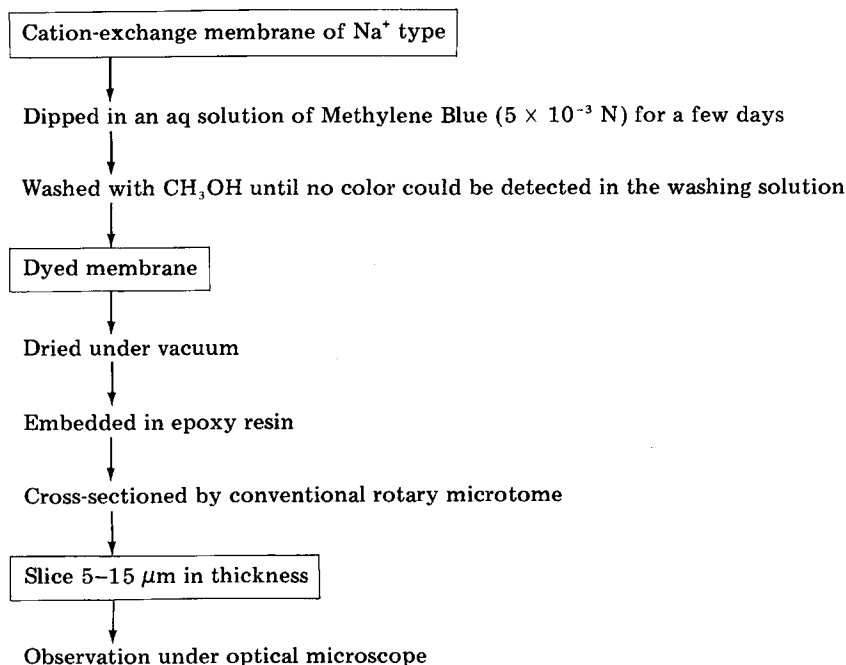 Cation-exchange membrane of Na⁺ type
Dipped in an aq solution of Methylene Blue (5 × 10⁻³ N) for a few days
Washed with CH₃OH until no color could be detected in the washing solution
Dyed membrane
Dried under vacuum
Embedded in epoxy resin
Cross-sectioned by conventional rotary microtome
Slice 5–15 μm in thickness
Observation under optical microscope